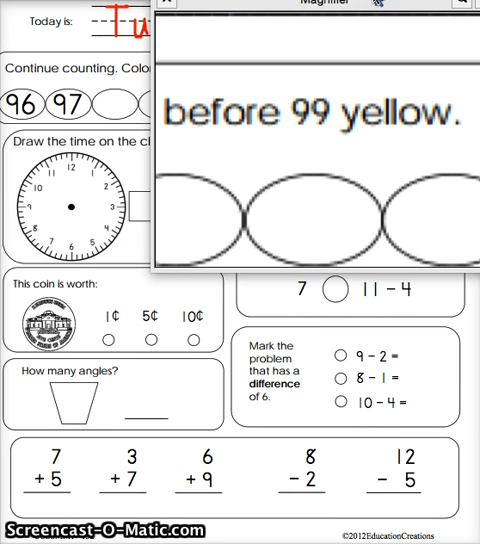 Today is: Tu
Magnifier
Continue counting. Colo
before 99 yellow.
96 97
Draw the time on the cl
12
11 1
10 2
9 3
8 4
7 5
6
This coin is worth:
1¢ 5¢ 10¢
7 11 - 4
How many angles?
Mark the
problem
that has a
difference
of 6.
9 - 2 =
8 - 1 =
10 - 4 =
7 3 6 8 12
+ 5 + 7 + 9 - 2 - 5
Screencast-O-Matic.com
©2012EducationCreations